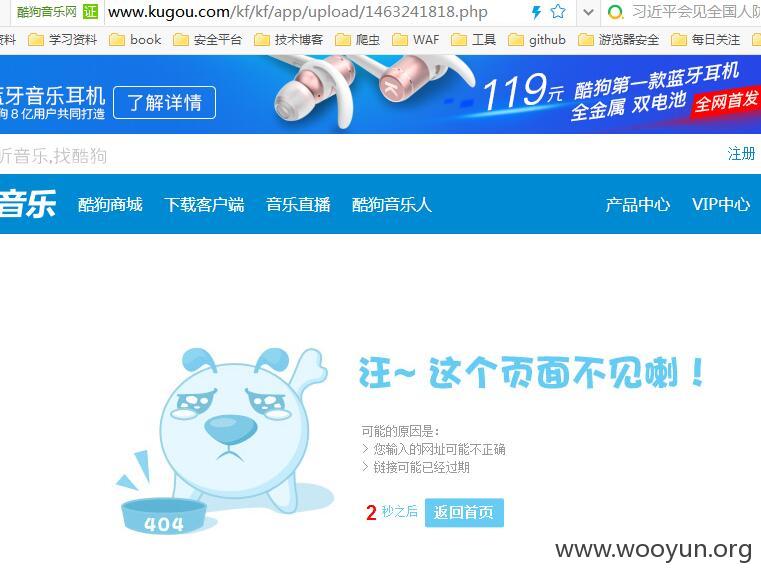 酷狗音乐网 证 www.kugou.com/kf/kf/app/upload/1463241818.php 习近平会见全国人
资料 学习资料 book 安全平台 技术博客 爬虫 WAF 工具 github 游览器安全 每日关注
蓝牙音乐耳机
狗 8 亿用户共同打造
了解详情
K
119元
酷狗第一款蓝牙耳机
全金属 双电池 全网首发
听音乐,找酷狗 注册
音乐 酷狗商城 下载客户端 音乐直播 酷狗音乐人 产品中心 VIP中心
汪~ 这个页面不见喇！
可能的原因是:
> 您输入的网址可能不正确
> 链接可能已经过期
2 秒之后 返回首页
404
www.wooyun.org